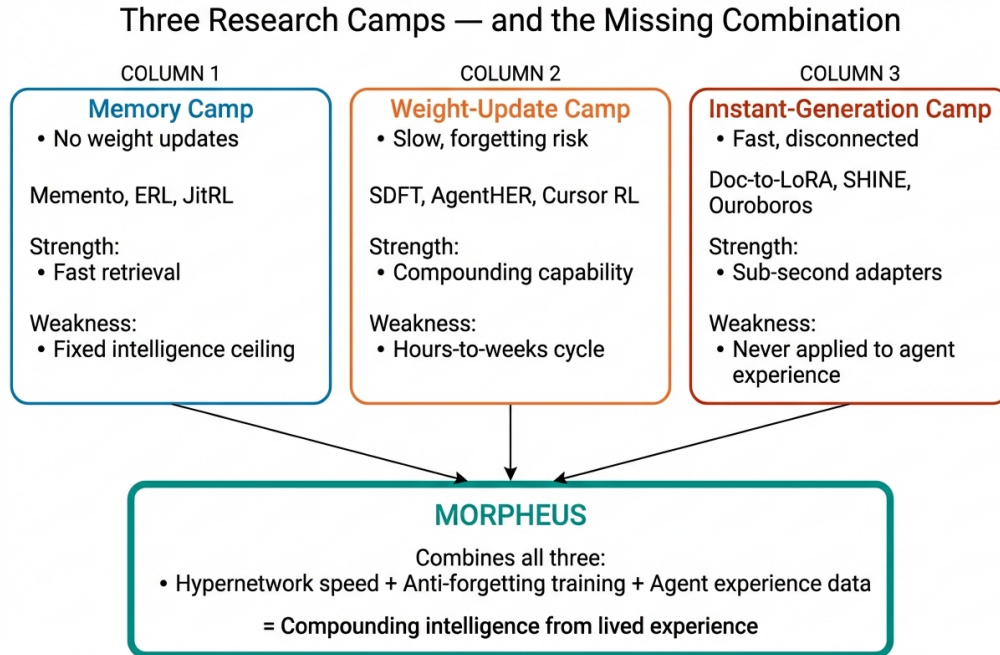 Three Research Camps — and the Missing Combination
COLUMN 1
Memory Camp
• No weight updates
Memento, ERL, JitRL
Strength:
• Fast retrieval
Weakness:
• Fixed intelligence ceiling
COLUMN 2
Weight-Update Camp
• Slow, forgetting risk
SDFT, AgentHER, Cursor RL
Strength:
• Compounding capability
Weakness:
• Hours-to-weeks cycle
COLUMN 3
Instant-Generation Camp
• Fast, disconnected
Doc-to-LoRA, SHINE,
Ouroboros
Strength:
• Sub-second adapters
Weakness:
• Never applied to agent
experience
MORPHEUS
Combines all three:
• Hypernetwork speed + Anti-forgetting training + Agent experience data
= Compounding intelligence from lived experience